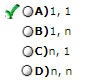 A) 1, 1
B) 1, n
C) n, 1
D) n, n